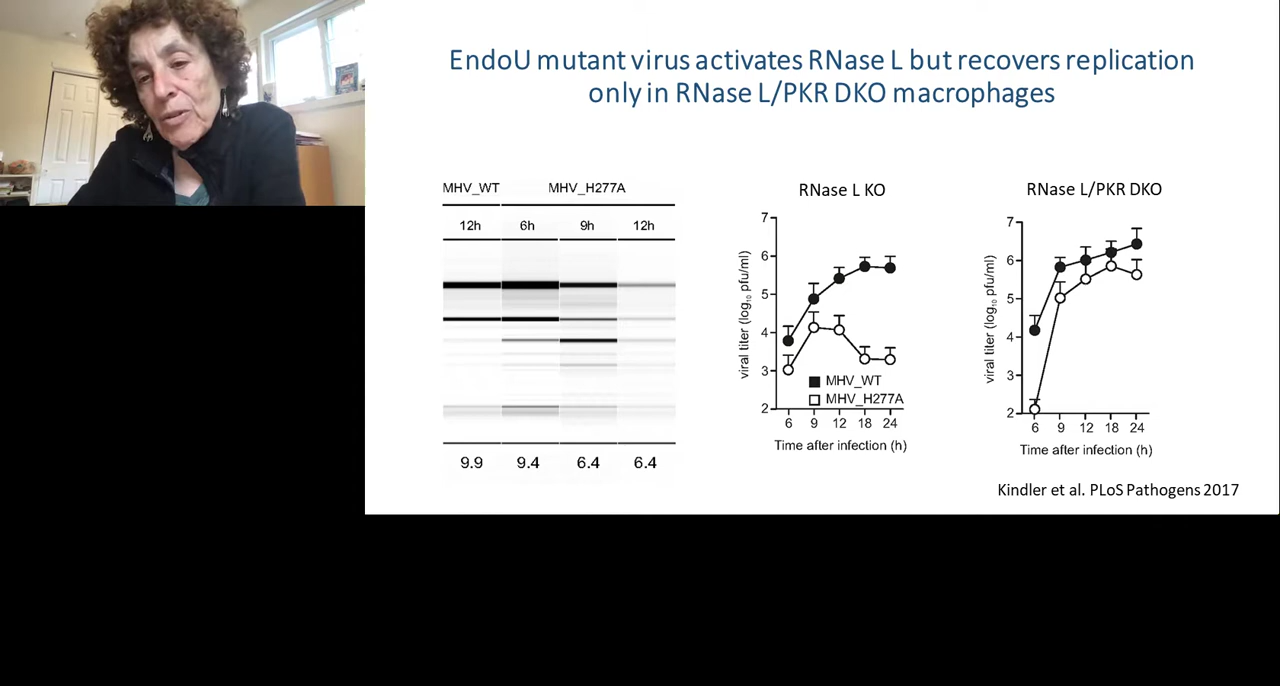 EndoU mutant virus activates RNase L but recovers replication
only in RNase L/PKR DKO macrophages
MHV_WT MHV_H277A
12h 6h 9h 12h
9.9 9.4 6.4 6.4
RNase L KO
7
6
5
4
3
2
viral titer (log₁₀ pfu/ml)
MHV_WT
MHV_H277A
6 9 12 18 24
Time after infection (h)
RNase L/PKR DKO
7
6
5
4
3
2
viral titer (log₁₀ pfu/ml)
6 9 12 18 24
Time after infection (h)
Kindler et al. PLoS Pathogens 2017